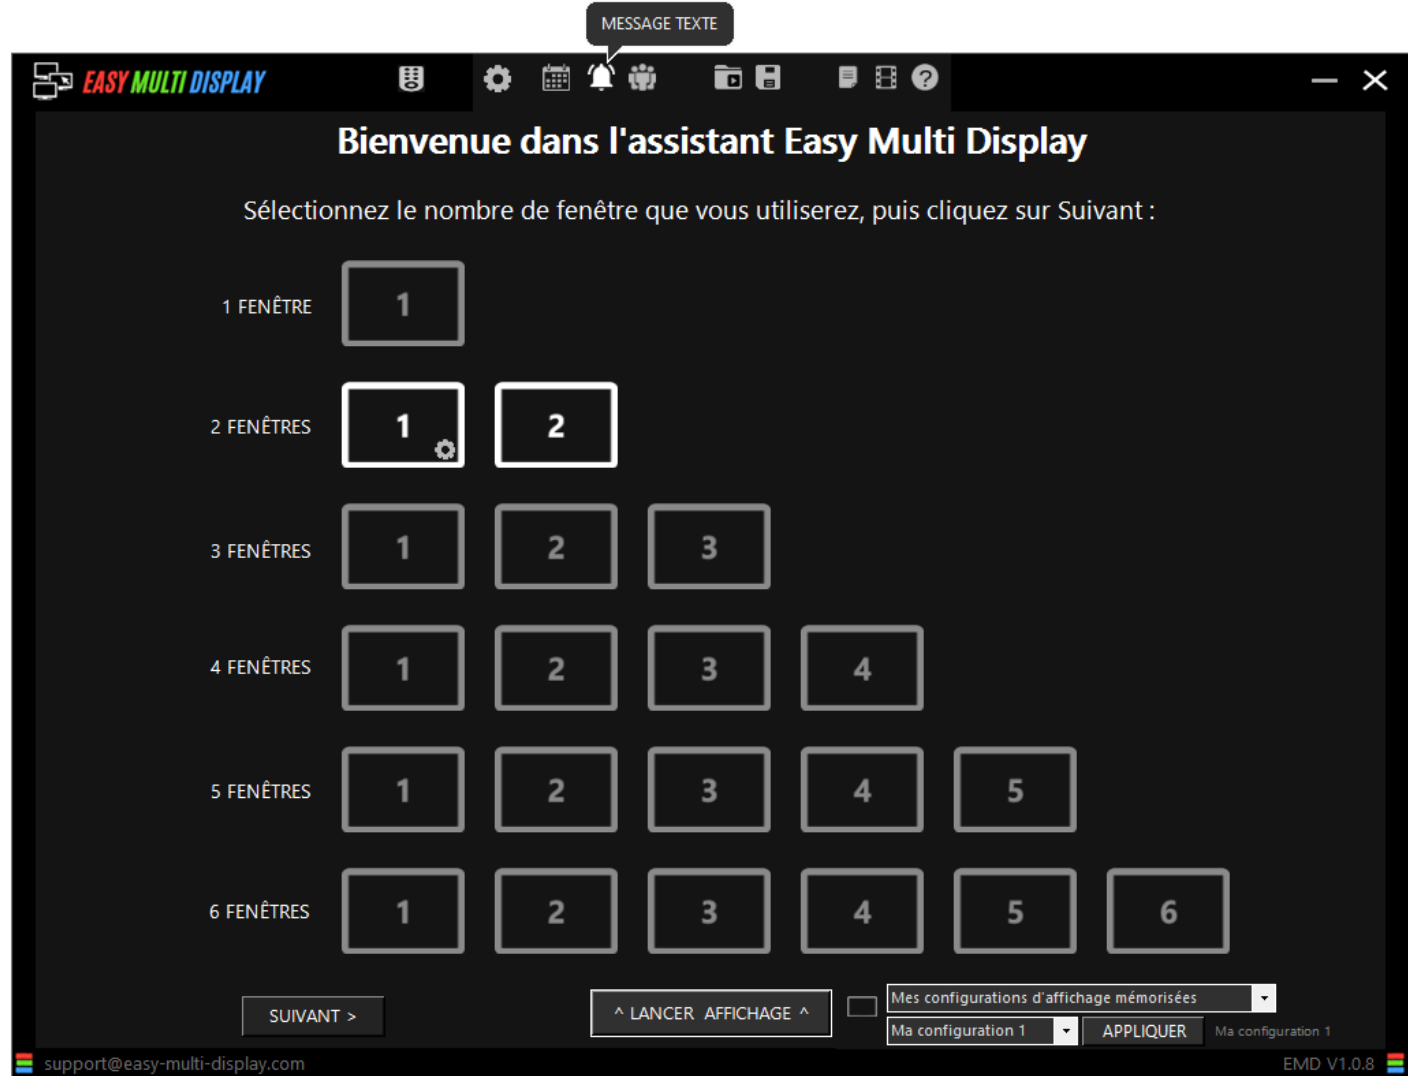 MESSAGE TEXTE
EASY MULTI DISPLAY
Bienvenue dans l'assistant Easy Multi Display
Sélectionnez le nombre de fenêtre que vous utiliserez, puis cliquez sur Suivant :
1 FENÊTRE 1
2 FENÊTRES 1 2
3 FENÊTRES 1 2 3
4 FENÊTRES 1 2 3 4
5 FENÊTRES 1 2 3 4 5
6 FENÊTRES 1 2 3 4 5 6
Mes configurations d'affichage mémorisées
SUIVANT > ^ LANCER AFFICHAGE ^
Ma configuration 1 APPLIQUER Ma configuration 1
support@easy-multi-display.com EMD V1.0.8